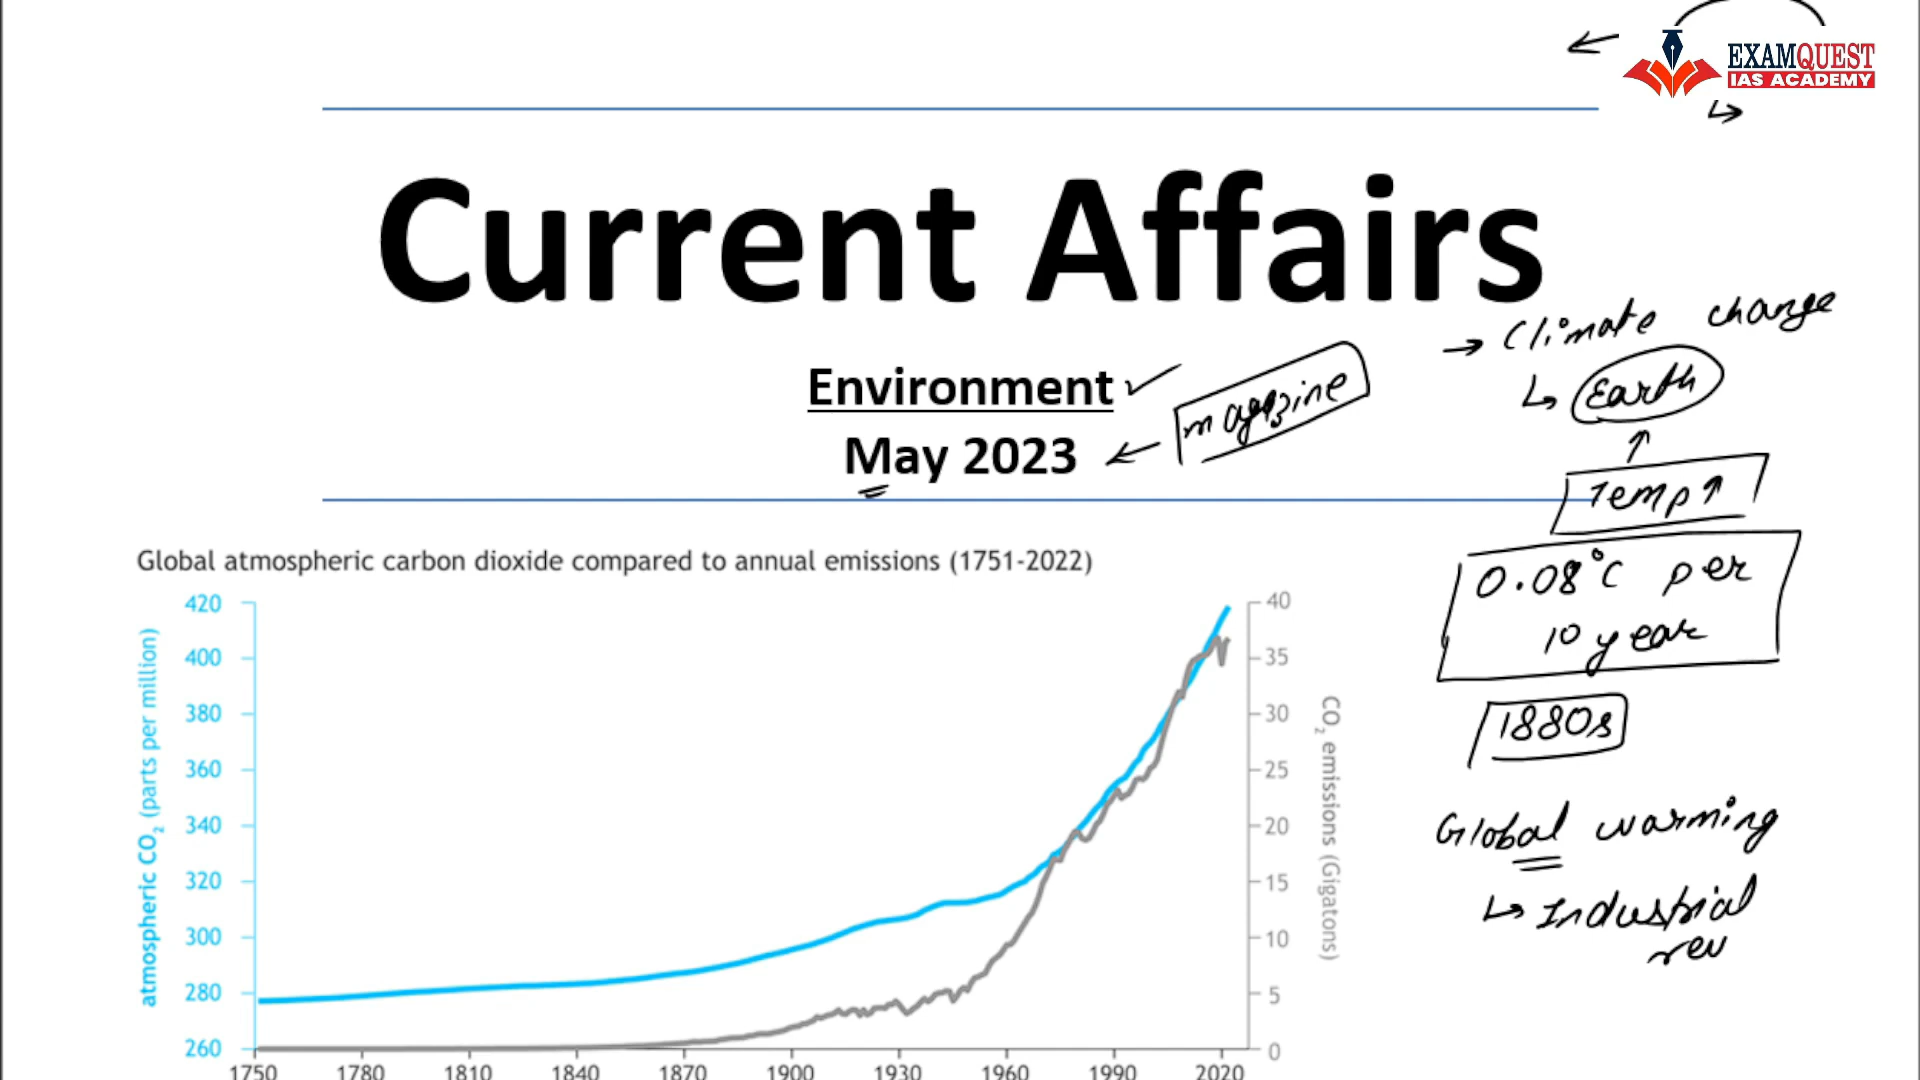 EXAMQUEST
IAS ACADEMY
Current Affairs
Environment
May 2023
magazine
→ Climate change
↳ Earth
↑
Temp ↑
0.08°C per
10 year
1880s
Global warming
↳ Industrial
rev
Global atmospheric carbon dioxide compared to annual emissions (1751-2022)
atmospheric CO₂ (parts per million)
420
400
380
360
340
320
300
280
260
40
35
30
25
20
15
10
5
0
CO₂ emissions (Gigatons)
1750 1780 1810 1840 1870 1900 1930 1960 1990 2020